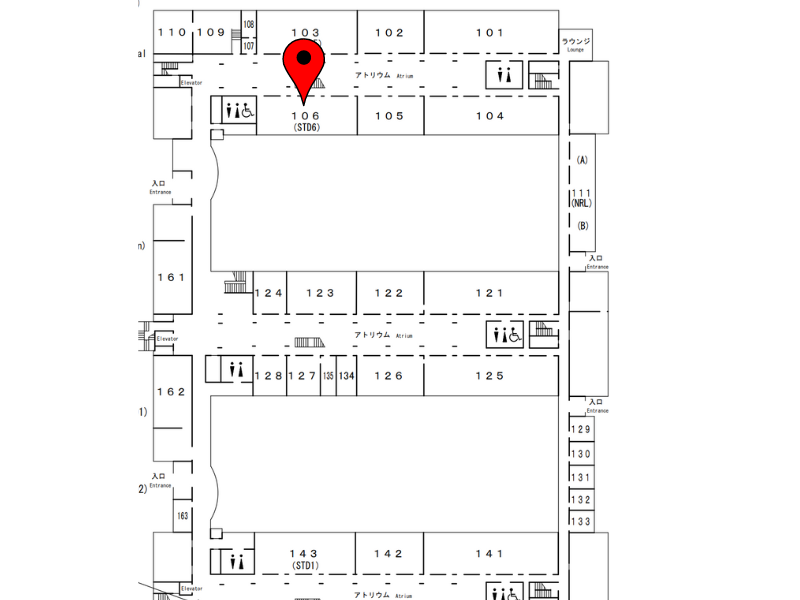 110
109
108
107
103
102
101
ラウンジ
Lounge
al
Elevator
アトリウム Atrium
106
(STD6)
105
104
(A)
111
(NRL)
(B)
入口
Entrance
入口
Entrance
n)
161
124
123
122
121
Elevator
アトリウム Atrium
162
128
127
135
134
126
125
入口
Entrance
1)
129
130
131
132
133
入口
Entrance
2)
163
143
(STD1)
142
141
Elevator
アトリウム Atrium